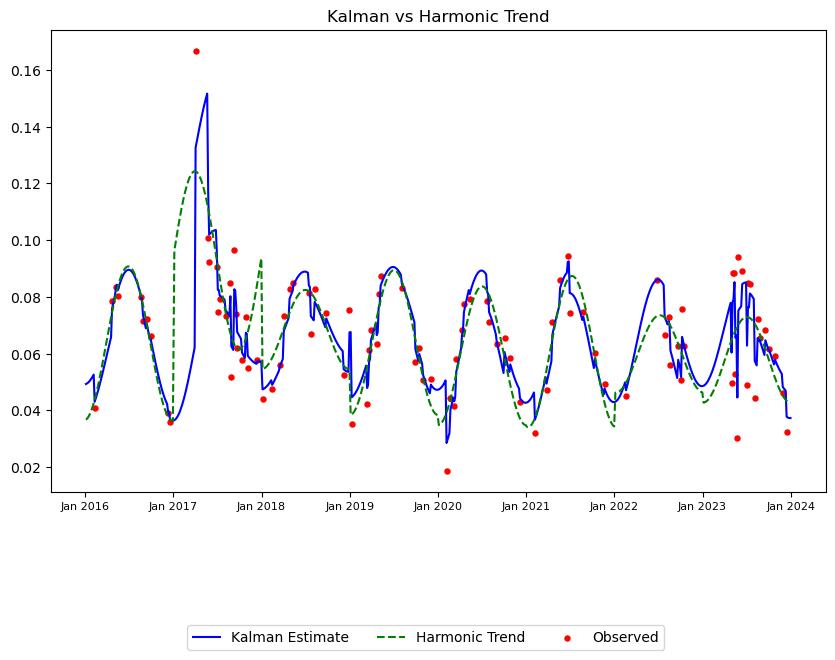 Kalman vs Harmonic Trend
0.16
0.14
0.12
0.10
0.08
0.06
0.04
0.02
Jan 2016 Jan 2017 Jan 2018 Jan 2019 Jan 2020 Jan 2021 Jan 2022 Jan 2023 Jan 2024
Kalman Estimate Harmonic Trend Observed